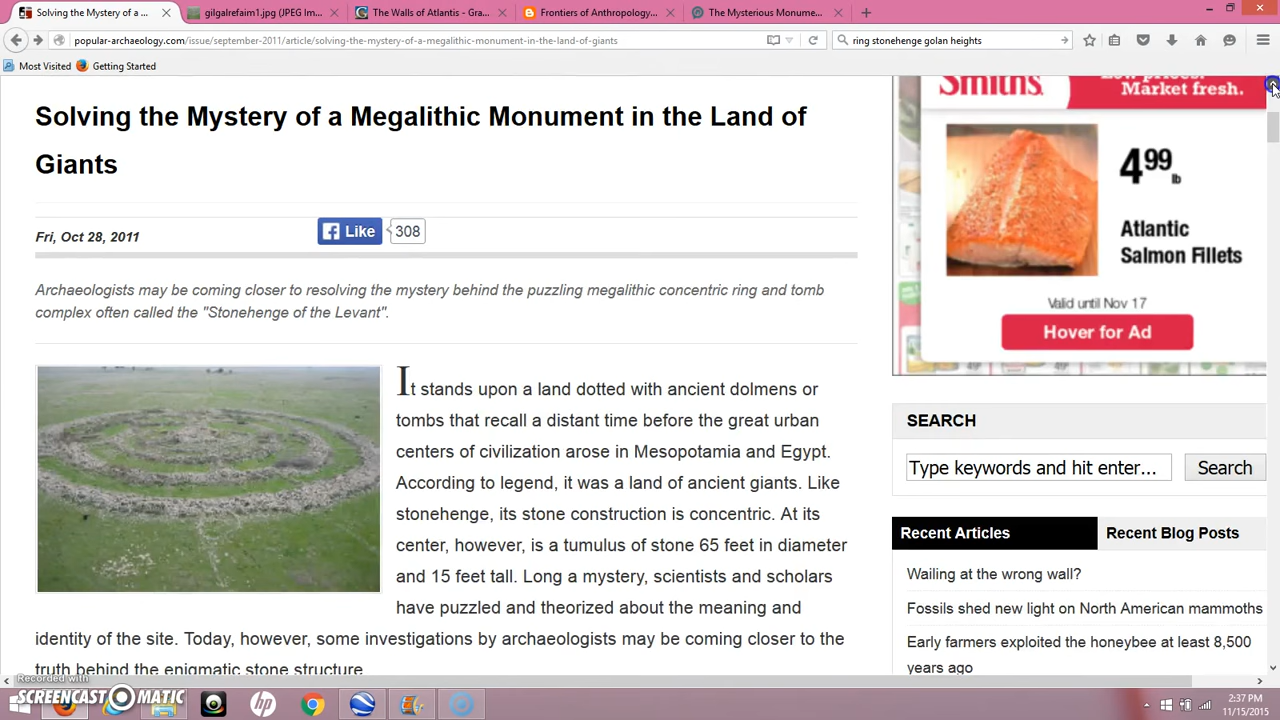 Solving the Mystery of a ...
gilgalrefaim1.jpg (JPEG Im...
The Walls of Atlantis - Gra...
Frontiers of Anthropology...
The Mysterious Monume...
popular-archaeology.com/issue/september-2011/article/solving-the-mystery-of-a-megalithic-monument-in-the-land-of-giants
ring stonehenge golan heights
Most Visited
Getting Started
Solving the Mystery of a Megalithic Monument in the Land of
Giants
Fri, Oct 28, 2011
Like
308
Archaeologists may be coming closer to resolving the mystery behind the puzzling megalithic concentric ring and tomb
complex often called the "Stonehenge of the Levant".
It stands upon a land dotted with ancient dolmens or
tombs that recall a distant time before the great urban
centers of civilization arose in Mesopotamia and Egypt.
According to legend, it was a land of ancient giants. Like
stonehenge, its stone construction is concentric. At its
center, however, is a tumulus of stone 65 feet in diameter
and 15 feet tall. Long a mystery, scientists and scholars
have puzzled and theorized about the meaning and
identity of the site. Today, however, some investigations by archaeologists may be coming closer to the
truth behind the enigmatic stone structure
Smiths
Low prices.
Market fresh.
4.99 lb
Atlantic
Salmon Fillets
Valid until Nov 17
Hover for Ad
SEARCH
Type keywords and hit enter...
Search
Recent Articles
Recent Blog Posts
Wailing at the wrong wall?
Fossils shed new light on North American mammoths
Early farmers exploited the honeybee at least 8,500
years ago
Recorded with
SCREENCAST MATIC
hp
2:37 PM
11/15/2015